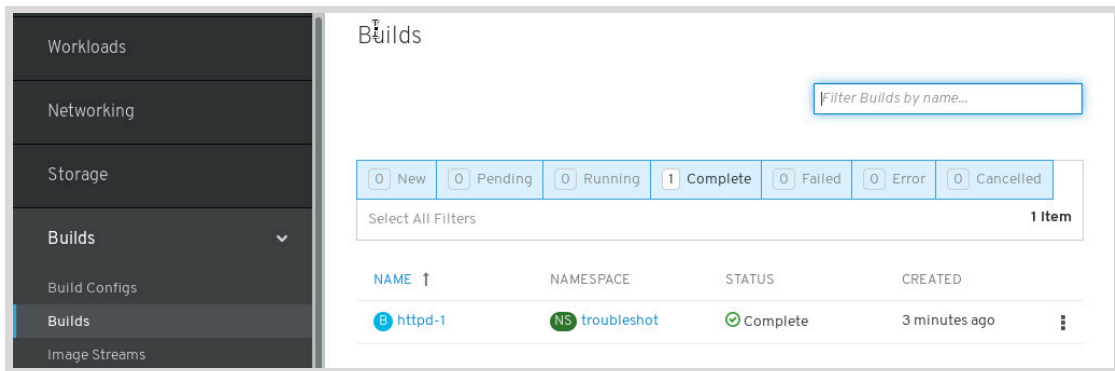 Workloads
Networking
Storage
Builds
Build Configs
Builds
Image Streams
Builds
Filter Builds by name...
0 New 0 Pending 0 Running 1 Complete 0 Failed 0 Error 0 Cancelled
Select All Filters 1 Item
NAME ↑ NAMESPACE STATUS CREATED
B httpd-1 NS troubleshot Complete 3 minutes ago